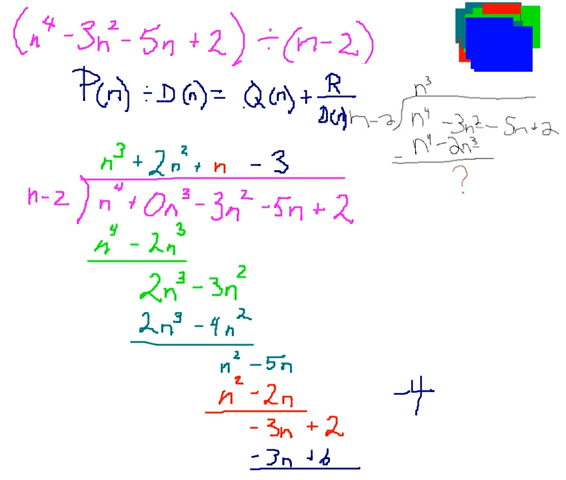 (n⁴ - 3n² - 5n + 2) ÷ (n - 2)
P(n) ÷ D(n) = Q(n) + R/D(n)
n³
n-2 ) n⁴ - 3n² - 5n + 2
n⁴ - 2n³
?
n³ + 2n² + n - 3
n-2 ) n⁴ + 0n³ - 3n² - 5n + 2
n⁴ - 2n³
2n³ - 3n²
2n³ - 4n²
n² - 5n
n² - 2n
-3n + 2
-3n + 6
-4